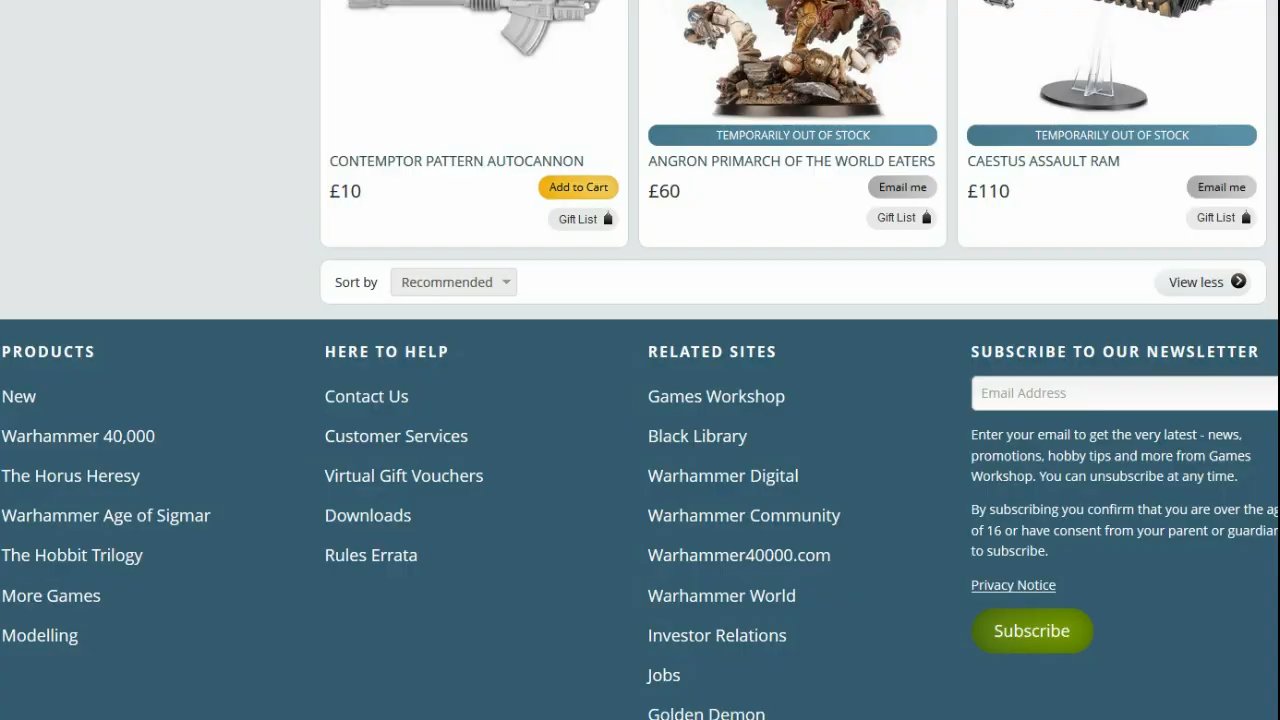 TEMPORARILY OUT OF STOCK
TEMPORARILY OUT OF STOCK
CONTEMPTOR PATTERN AUTOCANNON
£10
Add to Cart
Gift List
ANGRON PRIMARCH OF THE WORLD EATERS
£60
Email me
Gift List
CAESTUS ASSAULT RAM
£110
Email me
Gift List
Sort by
Recommended
View less
PRODUCTS
New
Warhammer 40,000
The Horus Heresy
Warhammer Age of Sigmar
The Hobbit Trilogy
More Games
Modelling
HERE TO HELP
Contact Us
Customer Services
Virtual Gift Vouchers
Downloads
Rules Errata
RELATED SITES
Games Workshop
Black Library
Warhammer Digital
Warhammer Community
Warhammer40000.com
Warhammer World
Investor Relations
Jobs
Golden Demon
SUBSCRIBE TO OUR NEWSLETTER
Email Address
Enter your email to get the very latest - news,
promotions, hobby tips and more from Games
Workshop. You can unsubscribe at any time.
By subscribing you confirm that you are over the ag
of 16 or have consent from your parent or guardian
to subscribe.
Privacy Notice
Subscribe